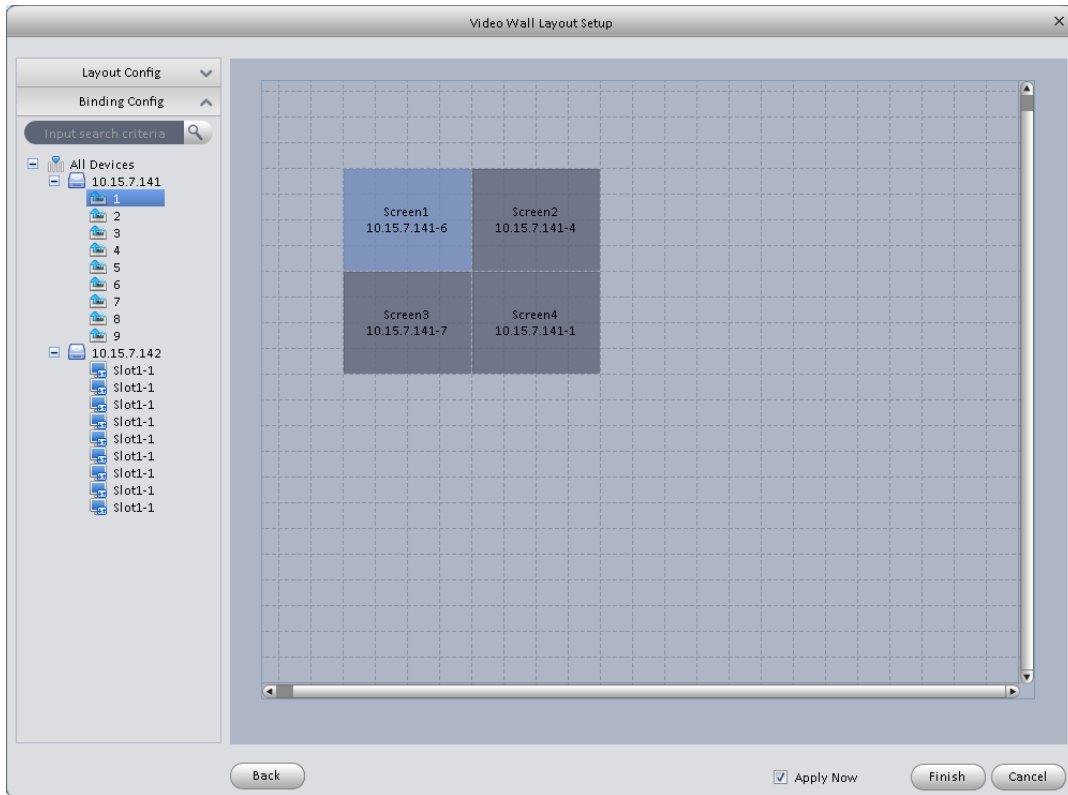 Video Wall Layout Setup
Layout Config
Binding Config
Input search criteria
All Devices
10.15.7.141
1
2
3
4
5
6
7
8
9
10.15.7.142
Slot1-1
Slot1-1
Slot1-1
Slot1-1
Slot1-1
Slot1-1
Slot1-1
Slot1-1
Slot1-1
Screen1
10.15.7.141-6
Screen2
10.15.7.141-4
Screen3
10.15.7.141-7
Screen4
10.15.7.141-1
Back
Apply Now
Finish
Cancel